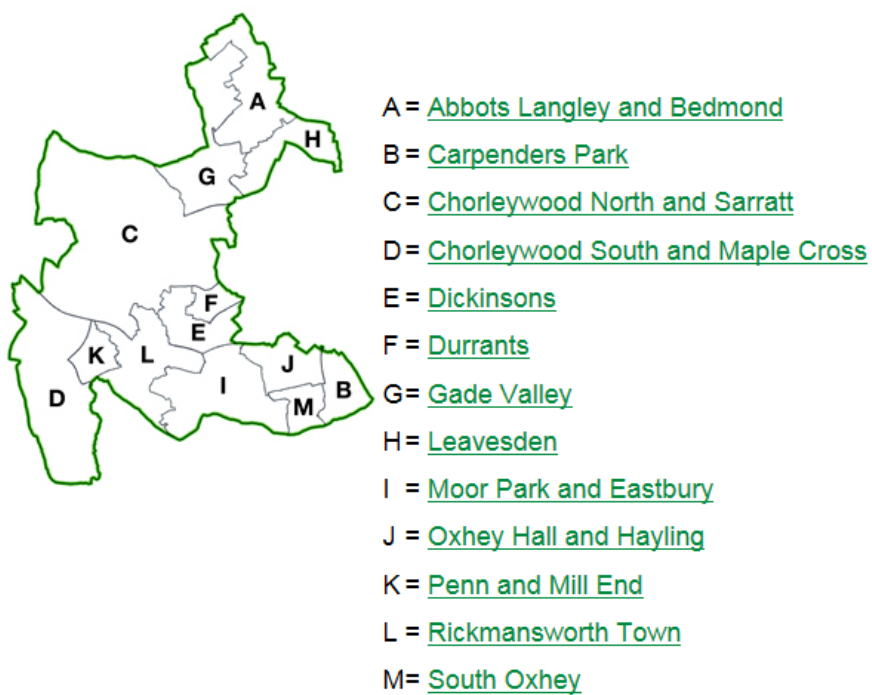 A
H
G
C
F
E
L
K
J
I
B
D
M
A = Abbots Langley and Bedmond
B = Carpenders Park
C = Chorleywood North and Sarratt
D = Chorleywood South and Maple Cross
E = Dickinsons
F = Durrants
G = Gade Valley
H = Leavesden
I = Moor Park and Eastbury
J = Oxhey Hall and Hayling
K = Penn and Mill End
L = Rickmansworth Town
M= South Oxhey